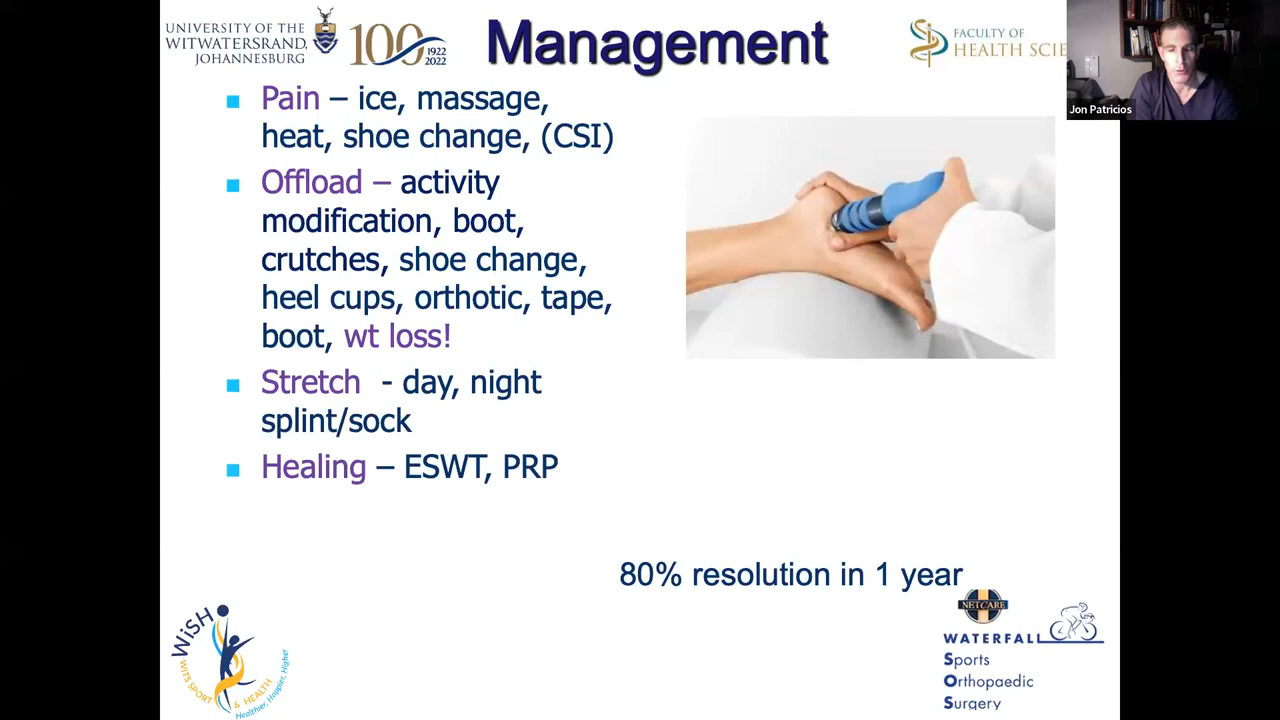 UNIVERSITY OF THE
WITWATERSRAND,
JOHANNESBURG
100 1922
2022
Management
FACULTY OF
HEALTH SCIE
Jon Patricios
Pain – ice, massage,
heat, shoe change, (CSI)
Offload – activity
modification, boot,
crutches, shoe change,
heel cups, orthotic, tape,
boot, wt loss!
Stretch - day, night
splint/sock
Healing – ESWT, PRP
80% resolution in 1 year
WiSH
WITS SPORT & HEALTH
Healthier, Happier, Higher
NETCARE
WATERFALL
Sports
Orthopaedic
Surgery